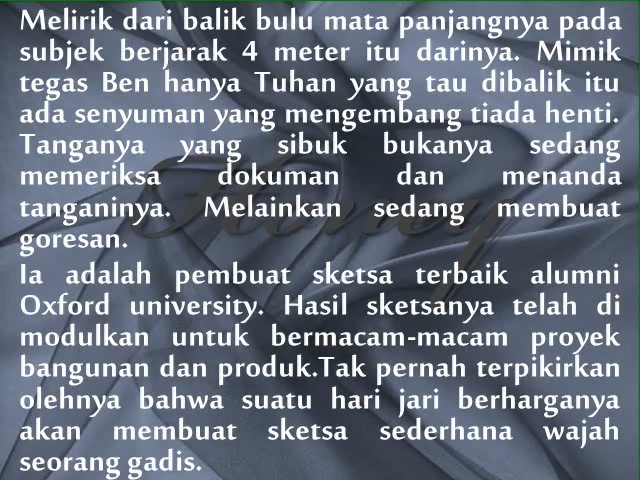 Melirik dari balik bulu mata panjangnya pada
subjek berjarak 4 meter itu darinya. Mimik
tegas Ben hanya Tuhan yang tau dibalik itu
ada senyuman yang mengembang tiada henti.
Tanganya yang sibuk bukanya sedang
memeriksa dokuman dan menanda
tanganinya. Melainkan sedang membuat
goresan.
Ia adalah pembuat sketsa terbaik alumni
Oxford university. Hasil sketsanya telah di
modulkan untuk bermacam-macam proyek
bangunan dan produk.Tak pernah terpikirkan
olehnya bahwa suatu hari jari berharganya
akan membuat sketsa sederhana wajah
seorang gadis.
Honey